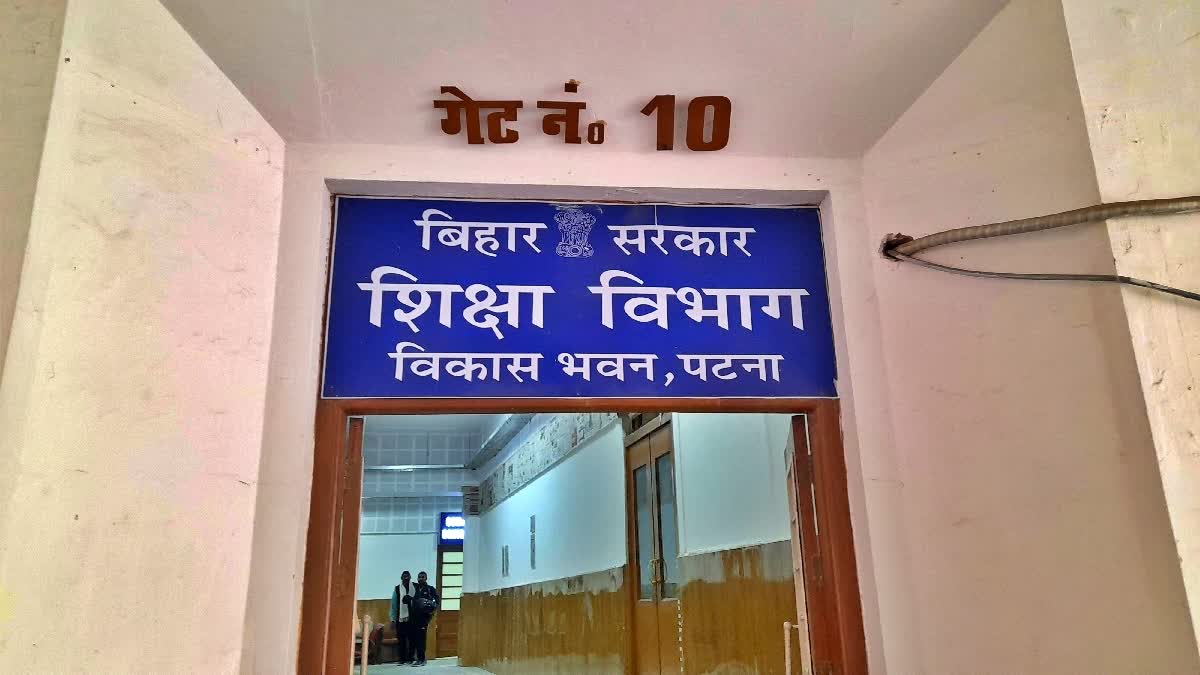 गेट नं० 10
बिहार सरकार
शिक्षा विभाग
विकास भवन, पटना